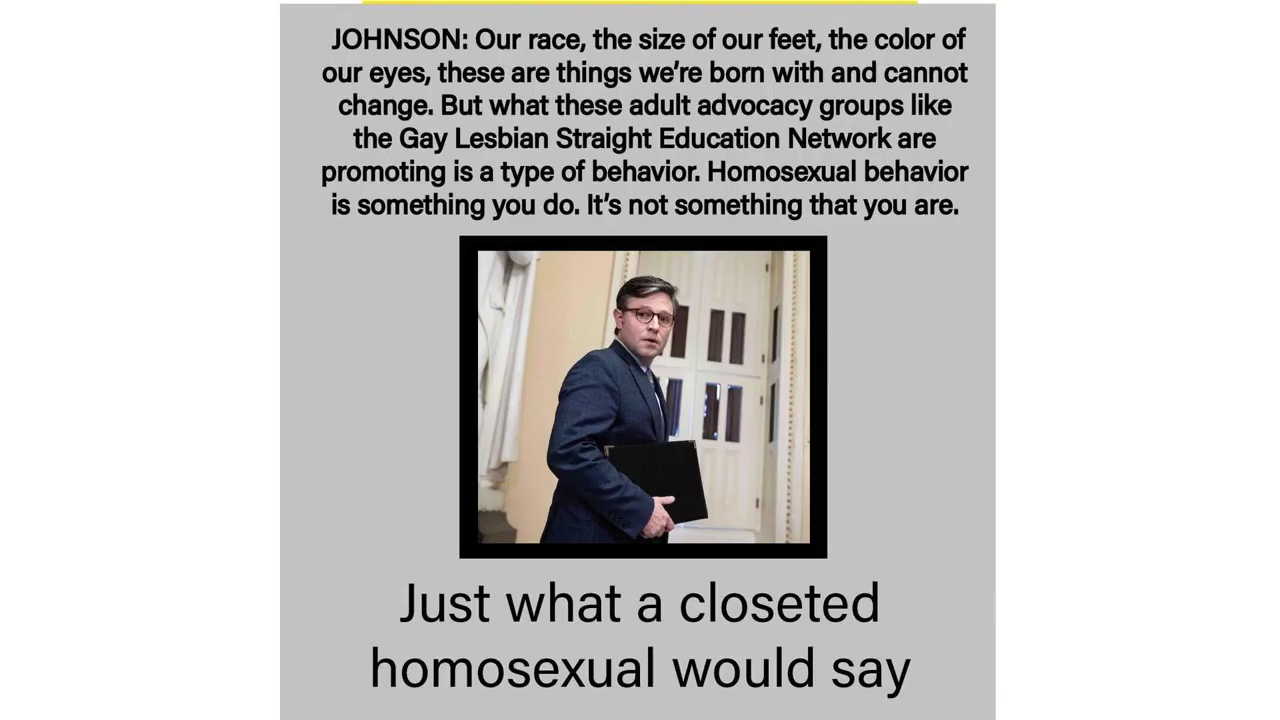 JOHNSON: Our race, the size of our feet, the color of
our eyes, these are things we’re born with and cannot
change. But what these adult advocacy groups like
the Gay Lesbian Straight Education Network are
promoting is a type of behavior. Homosexual behavior
is something you do. It’s not something that you are.
Just what a closeted
homosexual would say